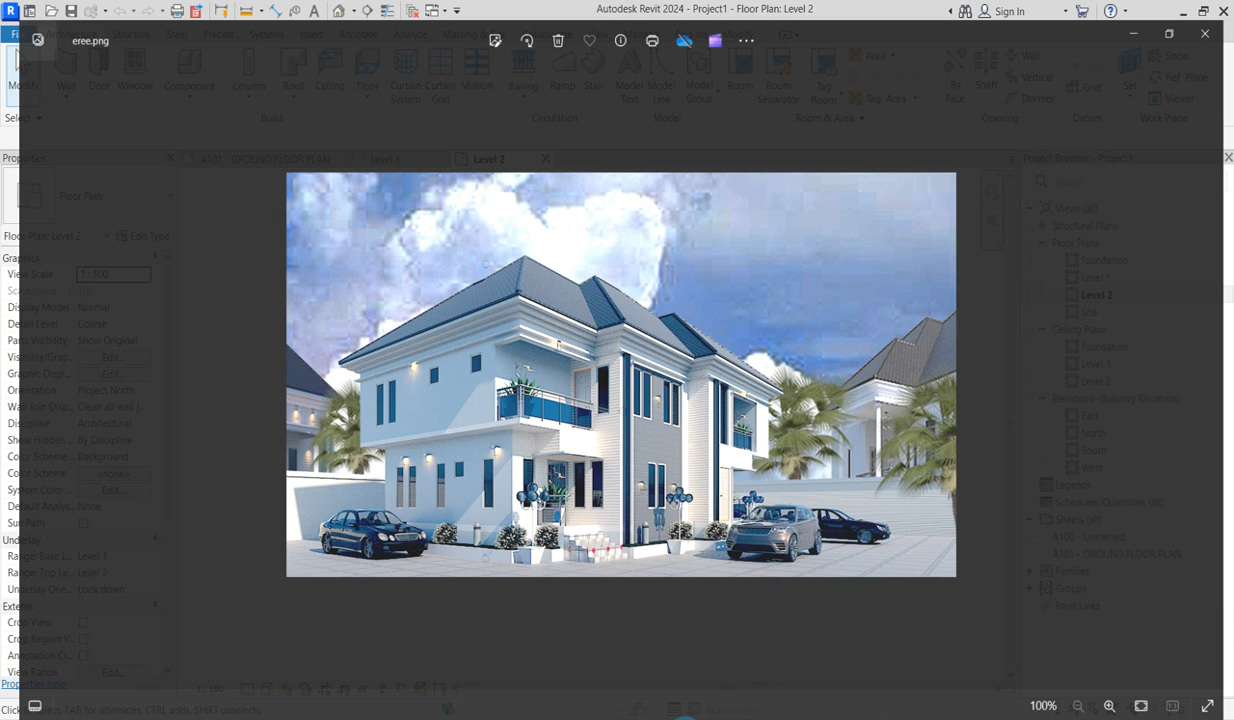 Autodesk Revit 2024 - Project1 - Floor Plan: Level 2
Sign In
eree.png
Modify
Wall
Door
Window
Component
Column
Roof
Ceiling
Floor
Curtain System
Curtain Grid
Mullion
Railing
Ramp
Stair
Model Text
Model Line
Model Group
Room
Room Separator
Tag Room
Area
Tag Area
By Face
Shaft
Wall
Vertical
Dormer
Grid
Set
Show
Ref Plane
Viewer
Select
Build
Circulation
Model
Room & Area
Opening
Datum
Work Plane
Properties
A101 - GROUND FLOOR PLAN
Level 1
Level 2
Project Browser - Project1
Floor Plan
Search
Floor Plan: Level 2
Edit Type
Graphics
View Scale
1 : 100
Display Model
Normal
Detail Level
Coarse
Parts Visibility
Show Original
Visibility/Grap...
Edit...
Graphic Displ...
Edit...
Orientation
Project North
Wall Join Disp...
Clean all wall j...
Discipline
Architectural
Show Hidden...
By Discipline
Color Scheme ...
Background
Color Scheme
<none>
System Color ...
Edit...
Default Analys...
None
Sun Path
Underlay
Range: Base L...
Level 1
Range: Top Le...
Level 2
Underlay Orie...
Look down
Extents
Crop View
Crop Region V...
Annotation Cr...
View Range
Edit...
Properties help
Views (all)
Structural Plans
Floor Plans
foundation
Level 1
Level 2
Site
Ceiling Plans
foundation
Level 1
Level 2
Elevations (Building Elevation)
East
North
South
West
Legends
Schedules/Quantities (all)
Sheets (all)
A100 - Unnamed
A101 - GROUND FLOOR PLAN
Families
Groups
Revit Links
1 : 100
100%